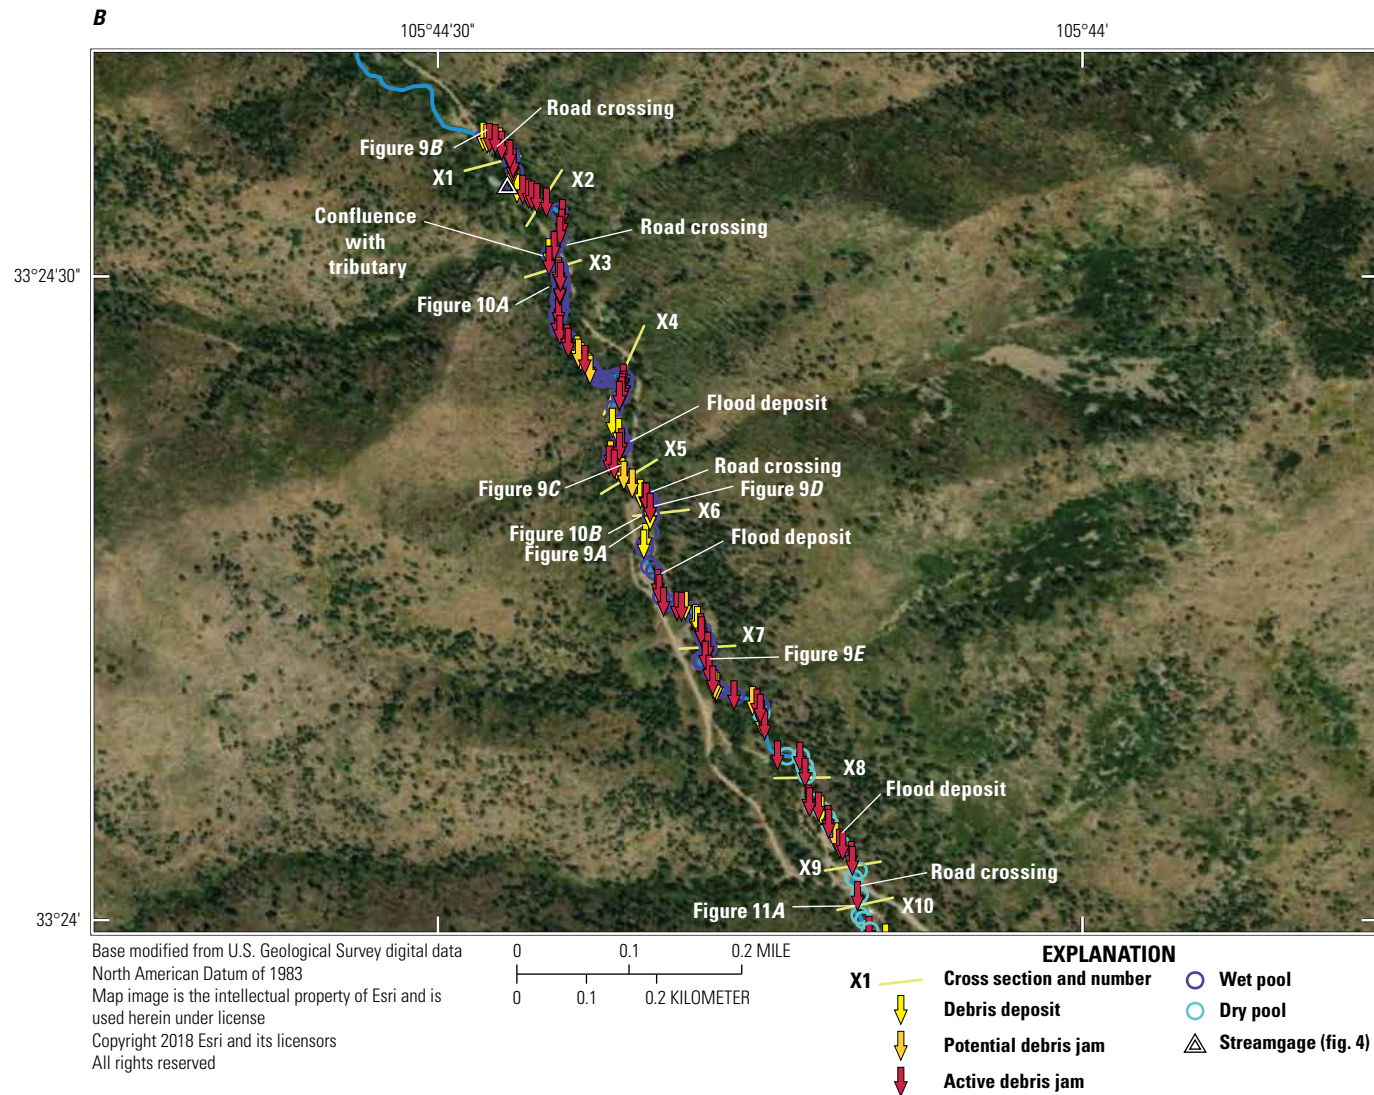 B
105°44'30"
105°44'
Road crossing
Figure 9B
X1
X2
Confluence
with
tributary
Road crossing
33°24'30"
X3
Figure 10A
X4
Flood deposit
X5
Road crossing
Figure 9C
Figure 9D
X6
Figure 10B
Figure 9A
Flood deposit
X7
Figure 9E
X8
Flood deposit
X9
Road crossing
Figure 11A
X10
33°24'
Base modified from U.S. Geological Survey digital data
North American Datum of 1983
Map image is the intellectual property of Esri and is
used herein under license
Copyright 2018 Esri and its licensors
All rights reserved
0 0.1 0.2 MILE
0 0.1 0.2 KILOMETER
EXPLANATION
X1 Cross section and number
Debris deposit
Potential debris jam
Active debris jam
Wet pool
Dry pool
Streamgage (fig. 4)